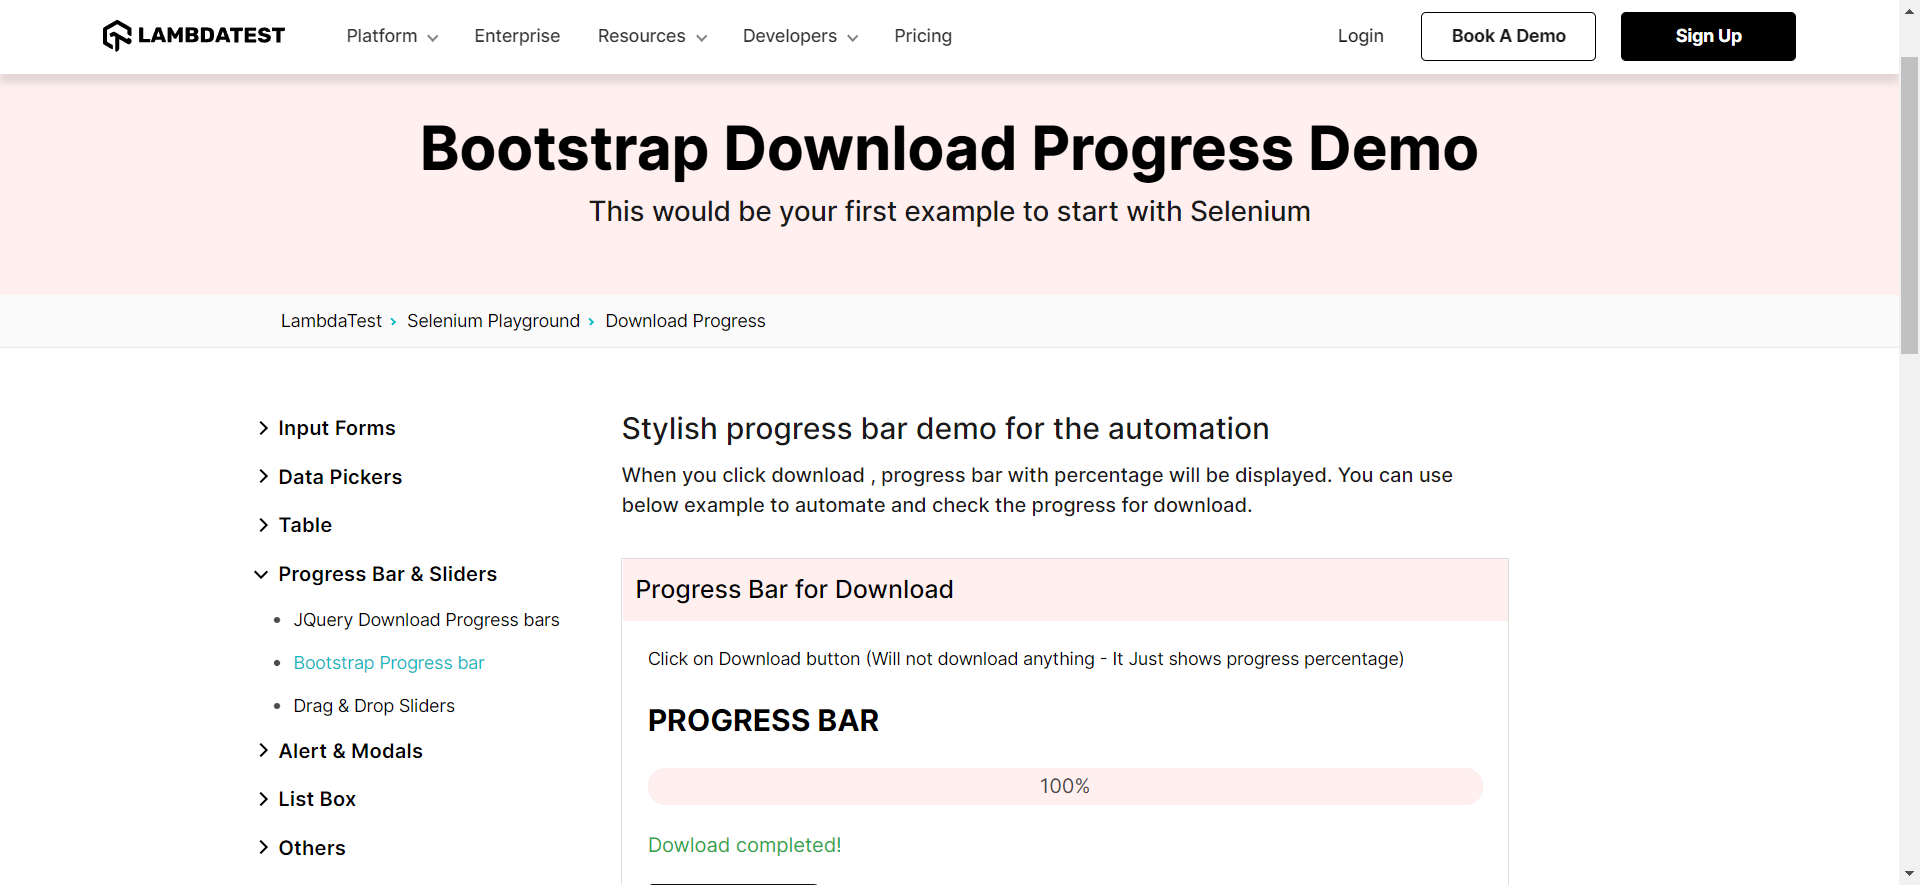 LAMBDATEST
Platform
Enterprise
Resources
Developers
Pricing
Login
Book A Demo
Sign Up
Bootstrap Download Progress Demo
This would be your first example to start with Selenium
LambdaTest › Selenium Playground › Download Progress
Input Forms
Data Pickers
Table
Progress Bar & Sliders
JQuery Download Progress bars
Bootstrap Progress bar
Drag & Drop Sliders
Alert & Modals
List Box
Others
Stylish progress bar demo for the automation
When you click download , progress bar with percentage will be displayed. You can use
below example to automate and check the progress for download.
Progress Bar for Download
Click on Download button (Will not download anything - It Just shows progress percentage)
PROGRESS BAR
100%
Dowload completed!